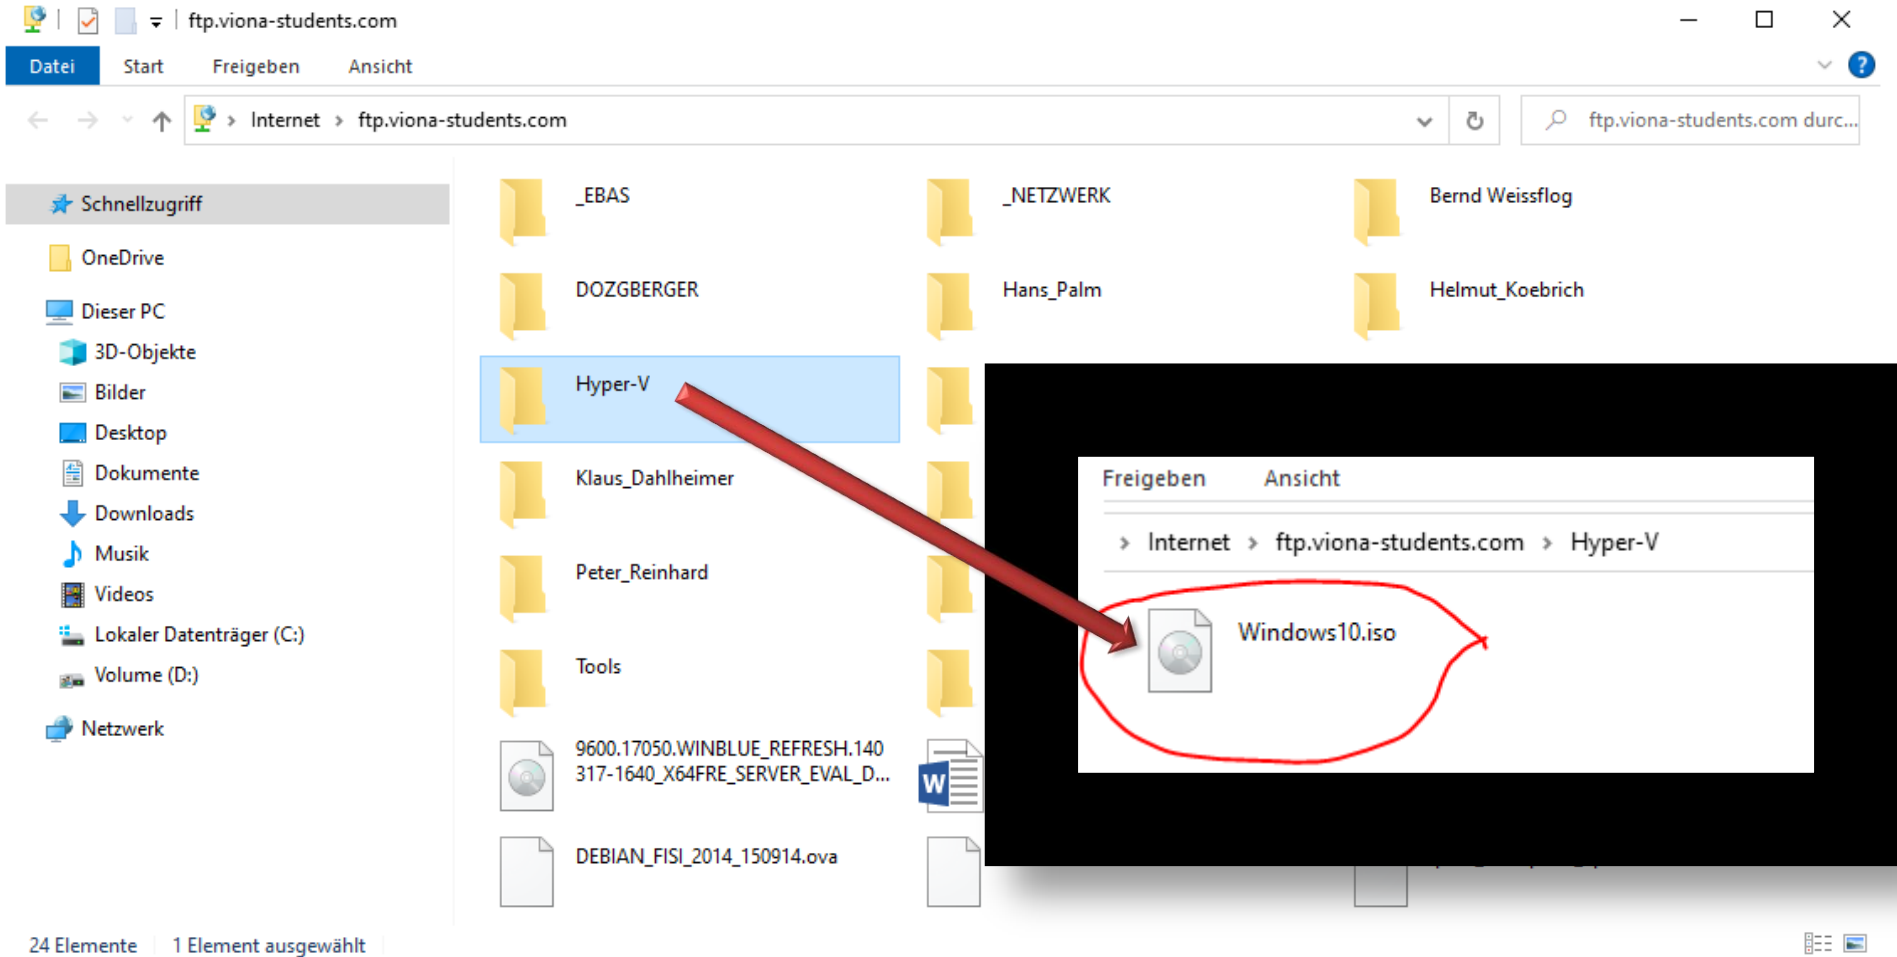 ftp.viona-students.com
Datei Start Freigeben Ansicht
?
Internet ftp.viona-students.com
ftp.viona-students.com durc...
Schnellzugriff
OneDrive
Dieser PC
3D-Objekte
Bilder
Desktop
Dokumente
Downloads
Musik
Videos
Lokaler Datenträger (C:)
Volume (D:)
Netzwerk
_EBAS
_NETZWERK
Bernd Weissflog
DOZGBERGER
Hans_Palm
Helmut_Koebrich
Hyper-V
Klaus_Dahlheimer
Peter_Reinhard
Tools
9600.17050.WINBLUE_REFRESH.140
317-1640_X64FRE_SERVER_EVAL_D...
W
DEBIAN_FISI_2014_150914.ova
Freigeben Ansicht
Internet ftp.viona-students.com Hyper-V
Windows10.iso
24 Elemente 1 Element ausgewählt